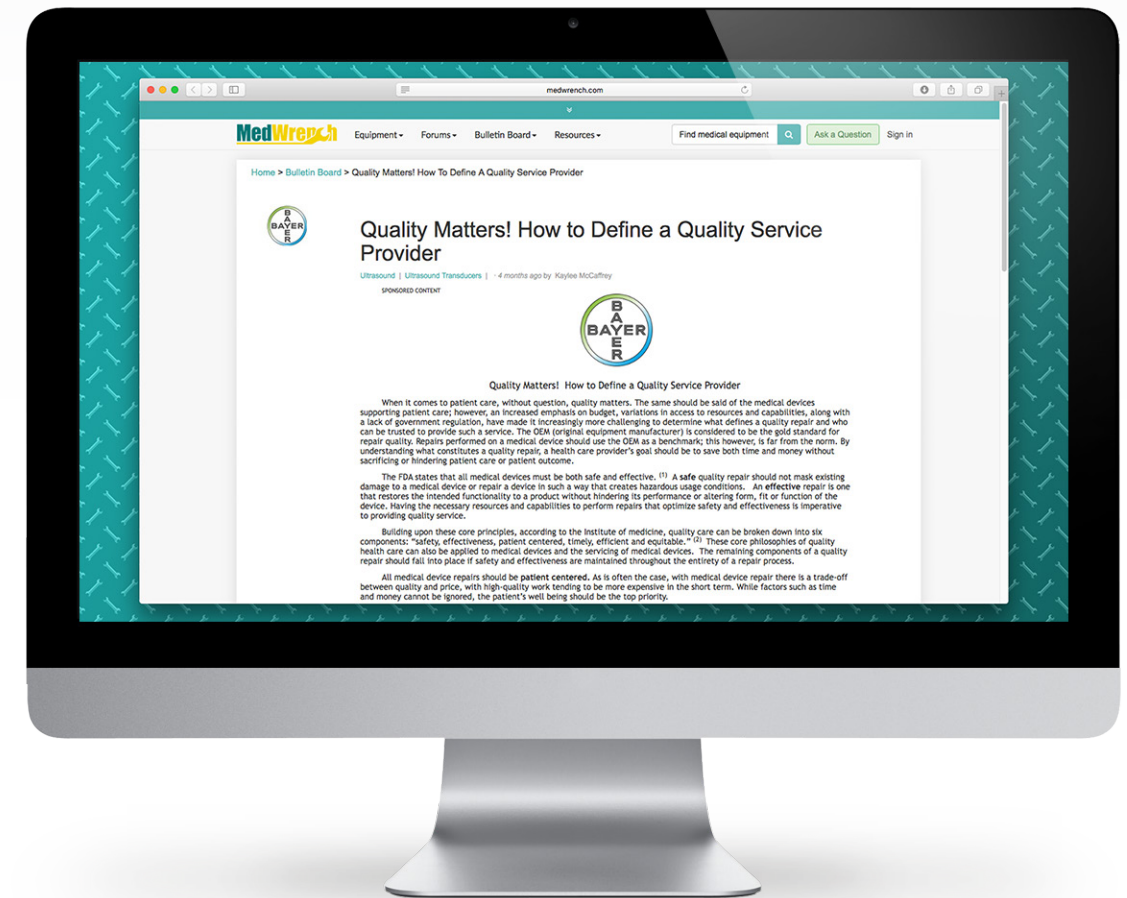 medwrench.com
MedWrench
Equipment
Forums
Bulletin Board
Resources
Find medical equipment
Ask a Question
Sign in
Home > Bulletin Board > Quality Matters! How To Define A Quality Service Provider
BAYER
BAYER
Quality Matters! How to Define a Quality Service
Provider
Ultrasound | Ultrasound Transducers | · 4 months ago by Kaylee McCaffrey
SPONSORED CONTENT
BAYER
BAYER
Quality Matters! How to Define a Quality Service Provider
When it comes to patient care, without question, quality matters. The same should be said of the medical devices
supporting patient care; however, an increased emphasis on budget, variations in access to resources and capabilities, along with
a lack of government regulation, have made it increasingly more challenging to determine what defines a quality repair and who
can be trusted to provide such a service. The OEM (original equipment manufacturer) is considered to be the gold standard for
repair quality. Repairs performed on a medical device should use the OEM as a benchmark; this however, is far from the norm. By
understanding what constitutes a quality repair, a health care provider's goal should be to save both time and money without
sacrificing or hindering patient care or patient outcome.
The FDA states that all medical devices must be both safe and effective. (1) A safe quality repair should not mask existing
damage to a medical device or repair a device in such a way that creates hazardous usage conditions. An effective repair is one
that restores the intended functionality to a product without hindering its performance or altering form, fit or function of the
device. Having the necessary resources and capabilities to perform repairs that optimize safety and effectiveness is imperative
to providing quality service.
Building upon these core principles, according to the Institute of medicine, quality care can be broken down into six
components: "safety, effectiveness, patient centered, timely, efficient and equitable." (2) These core philosophies of quality
health care can also be applied to medical devices and the servicing of medical devices. The remaining components of a quality
repair should fall into place if safety and effectiveness are maintained throughout the entirety of a repair process.
All medical device repairs should be patient centered. As is often the case, with medical device repair there is a trade-off
between quality and price, with high-quality work tending to be more expensive in the short term. While factors such as time
and money cannot be ignored, the patient's well being should be the top priority.